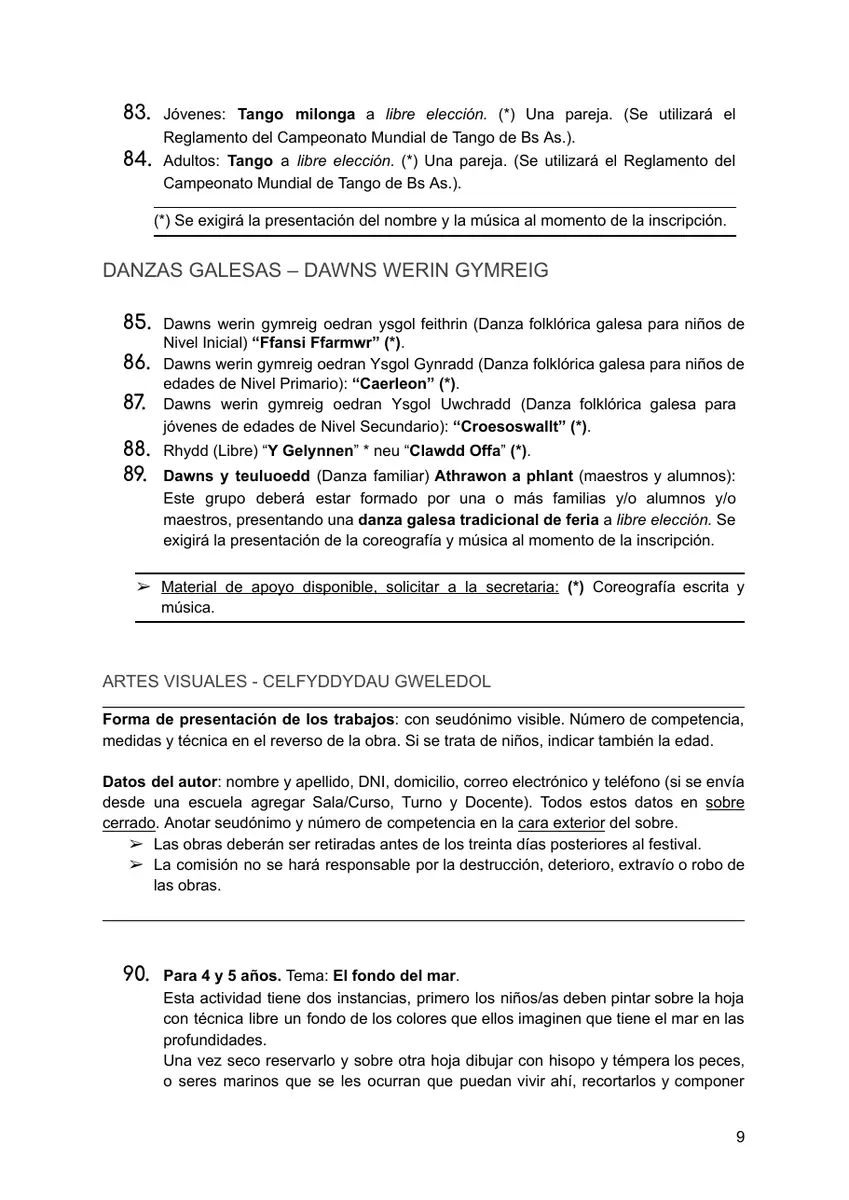 83. Jóvenes: Tango milonga a libre elección. (*) Una pareja. (Se utilizará el
Reglamento del Campeonato Mundial de Tango de Bs As.).
84. Adultos: Tango a libre elección. (*) Una pareja. (Se utilizará el Reglamento del
Campeonato Mundial de Tango de Bs As.).
(*) Se exigirá la presentación del nombre y la música al momento de la inscripción.
DANZAS GALESAS – DAWNS WERIN GYMREIG
85. Dawns werin gymreig oedran ysgol feithrin (Danza folklórica galesa para niños de
Nivel Inicial) “Ffansi Ffarmwr” (*).
86. Dawns werin gymreig oedran Ysgol Gynradd (Danza folklórica galesa para niños de
edades de Nivel Primario): “Caerleon” (*).
87. Dawns werin gymreig oedran Ysgol Uwchradd (Danza folklórica galesa para
jóvenes de edades de Nivel Secundario): “Croesoswallt” (*).
88. Rhydd (Libre) “Y Gelynnen” * neu “Clawdd Offa” (*).
89. Dawns y teuluoedd (Danza familiar) Athrawon a phlant (maestros y alumnos):
Este grupo deberá estar formado por una o más familias y/o alumnos y/o
maestros, presentando una danza galesa tradicional de feria a libre elección. Se
exigirá la presentación de la coreografía y música al momento de la inscripción.
➢ Material de apoyo disponible, solicitar a la secretaria: (*) Coreografía escrita y
música.
ARTES VISUALES - CELFYDDYDAU GWELEDOL
Forma de presentación de los trabajos: con seudónimo visible. Número de competencia,
medidas y técnica en el reverso de la obra. Si se trata de niños, indicar también la edad.
Datos del autor: nombre y apellido, DNI, domicilio, correo electrónico y teléfono (si se envía
desde una escuela agregar Sala/Curso, Turno y Docente). Todos estos datos en sobre
cerrado. Anotar seudónimo y número de competencia en la cara exterior del sobre.
➢ Las obras deberán ser retiradas antes de los treinta días posteriores al festival.
➢ La comisión no se hará responsable por la destrucción, deterioro, extravío o robo de
las obras.
90. Para 4 y 5 años. Tema: El fondo del mar.
Esta actividad tiene dos instancias, primero los niños/as deben pintar sobre la hoja
con técnica libre un fondo de los colores que ellos imaginen que tiene el mar en las
profundidades.
Una vez seco reservarlo y sobre otra hoja dibujar con hisopo y témpera los peces,
o seres marinos que se les ocurran que puedan vivir ahí, recortarlos y componer
9